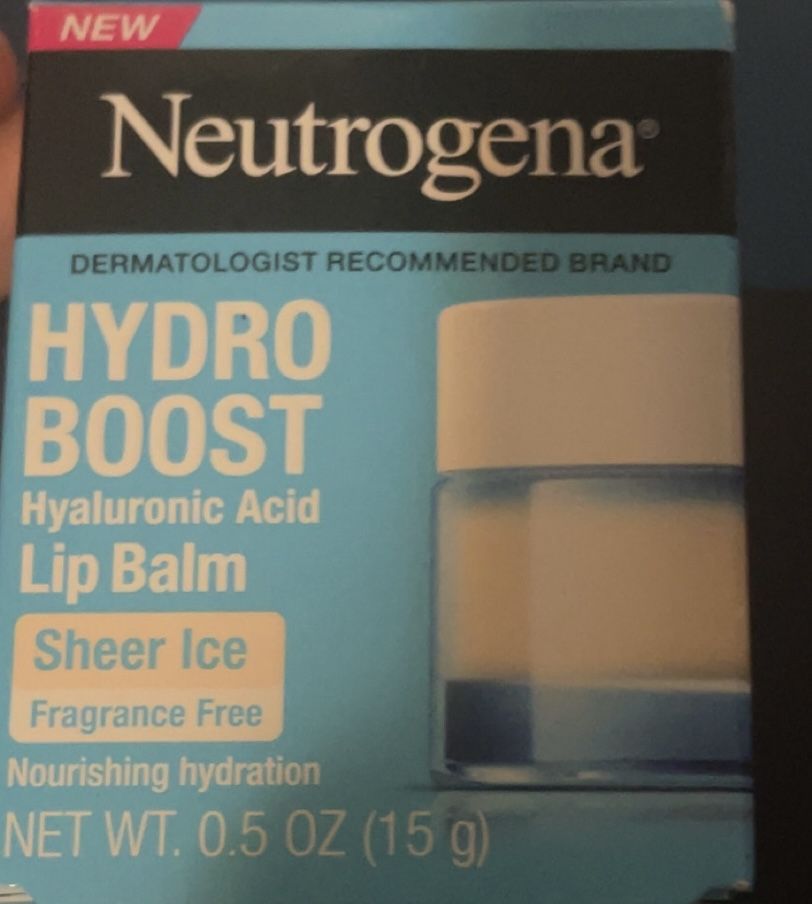 NEW
Neutrogena®
DERMATOLOGIST RECOMMENDED BRAND
HYDRO
BOOST
Hyaluronic Acid
Lip Balm
Sheer Ice
Fragrance Free
Nourishing hydration
NET WT. 0.5 OZ (15 g)